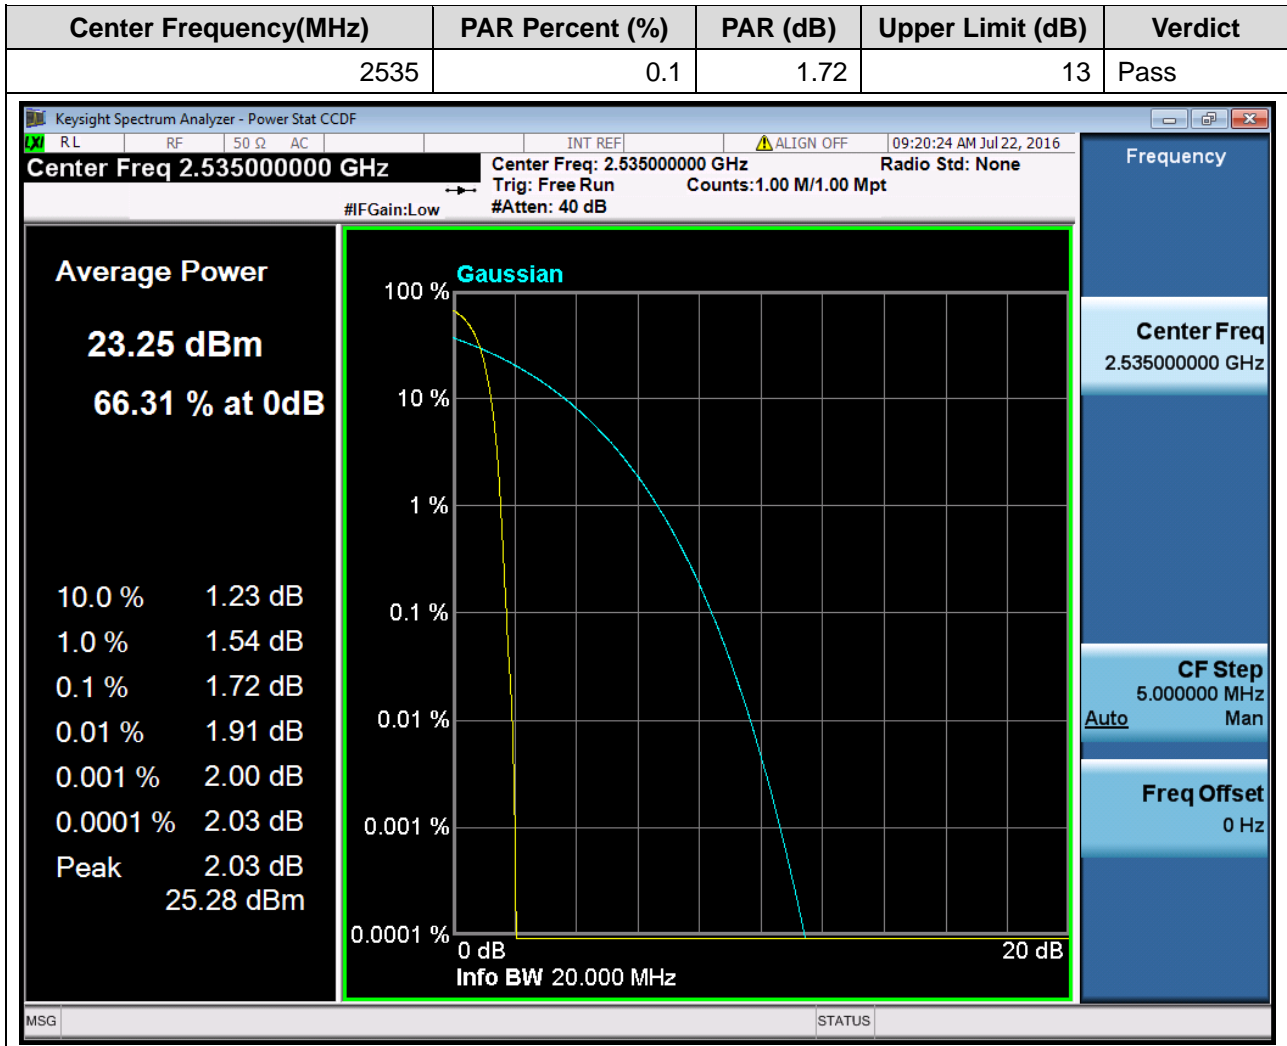 Center Frequency(MHz) PAR Percent (%) PAR (dB) Upper Limit (dB) Verdict
2535 0.1 1.72 13 Pass
Keysight Spectrum Analyzer - Power Stat CCDF
LXI RL RF 50 Ω AC INT REF ALIGN OFF 09:20:24 AM Jul 22, 2016
Center Freq 2.535000000 GHz
Center Freq: 2.535000000 GHz Radio Std: None
Trig: Free Run Counts:1.00 M/1.00 Mpt
#IFGain:Low #Atten: 40 dB
Average Power
23.25 dBm
66.31 % at 0dB
10.0 % 1.23 dB
1.0 % 1.54 dB
0.1 % 1.72 dB
0.01 % 1.91 dB
0.001 % 2.00 dB
0.0001 % 2.03 dB
Peak 2.03 dB
25.28 dBm
Gaussian
100 %
10 %
1 %
0.1 %
0.01 %
0.001 %
0.0001 %
0 dB 20 dB
Info BW 20.000 MHz
Frequency
Center Freq
2.535000000 GHz
CF Step
5.000000 MHz
Auto Man
Freq Offset
0 Hz
MSG STATUS